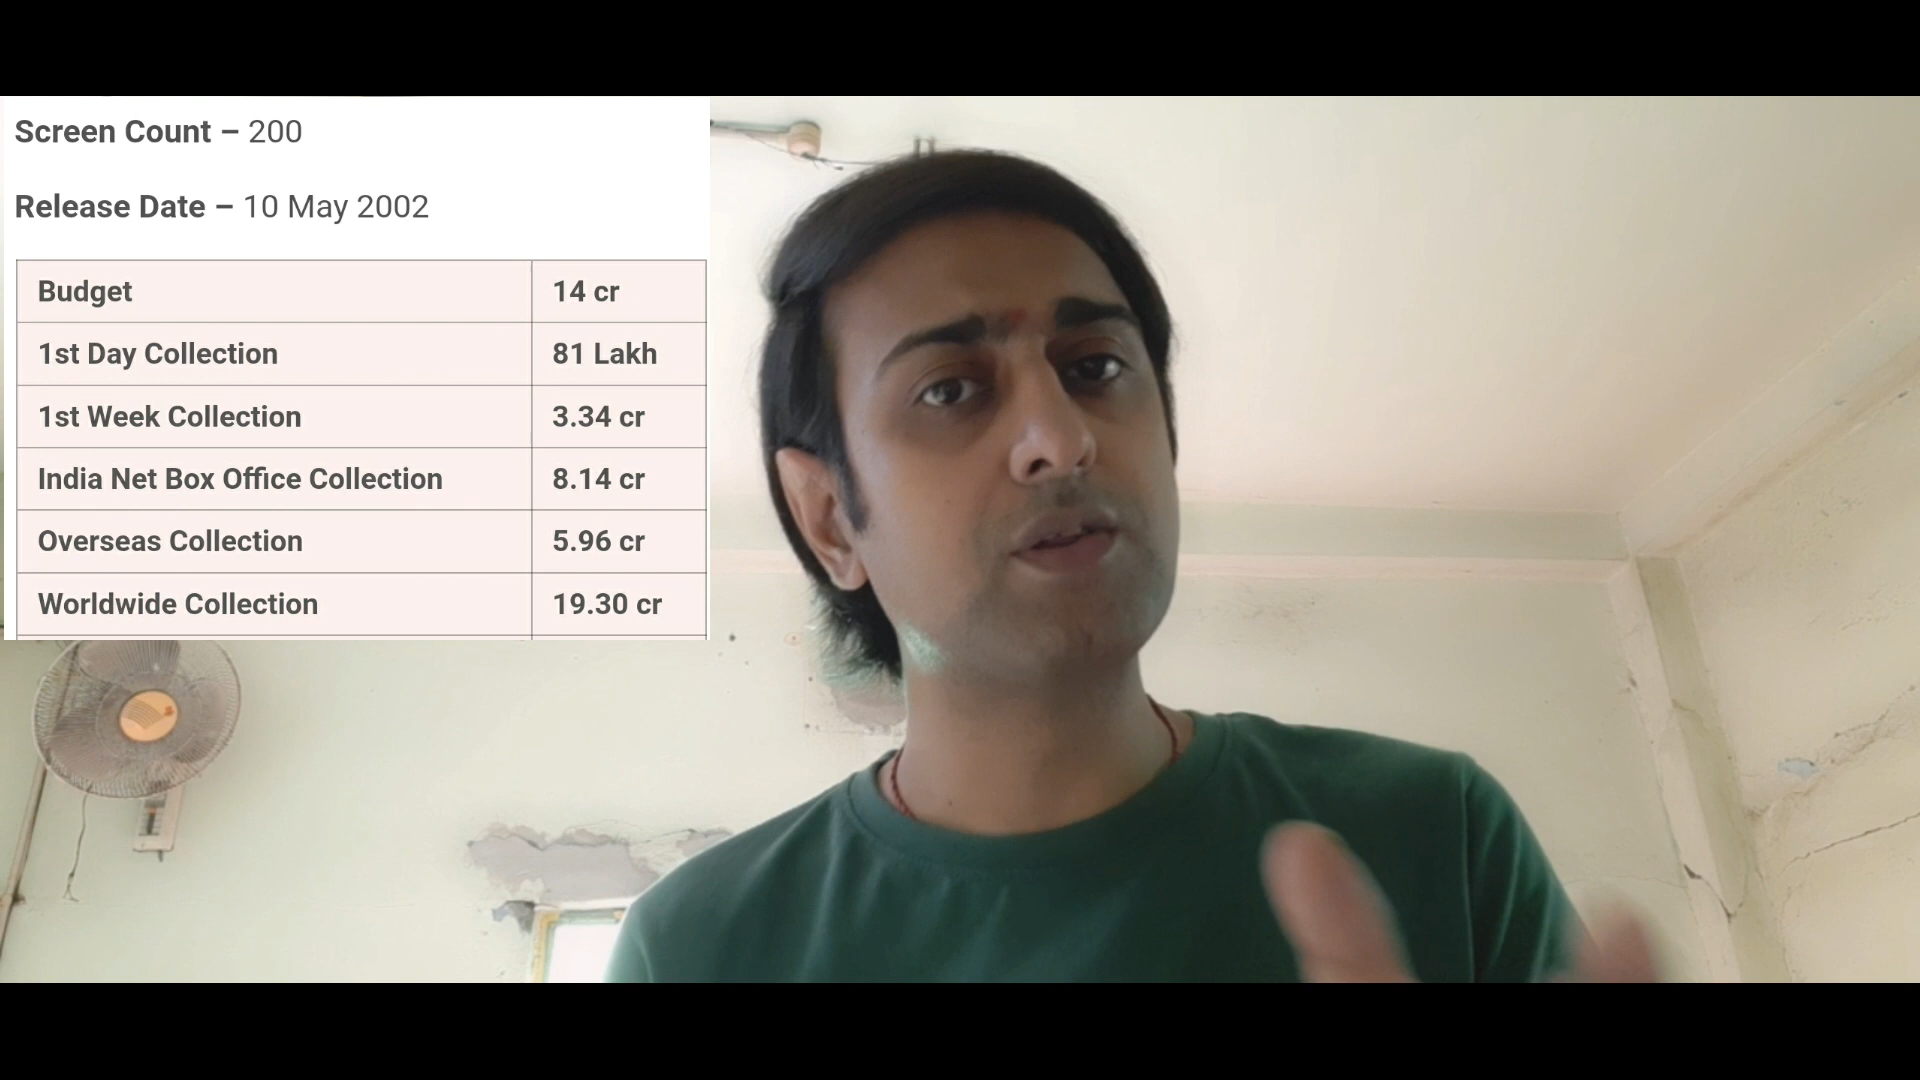 Screen Count – 200
Release Date – 10 May 2002
Budget 14 cr
1st Day Collection 81 Lakh
1st Week Collection 3.34 cr
India Net Box Office Collection 8.14 cr
Overseas Collection 5.96 cr
Worldwide Collection 19.30 cr